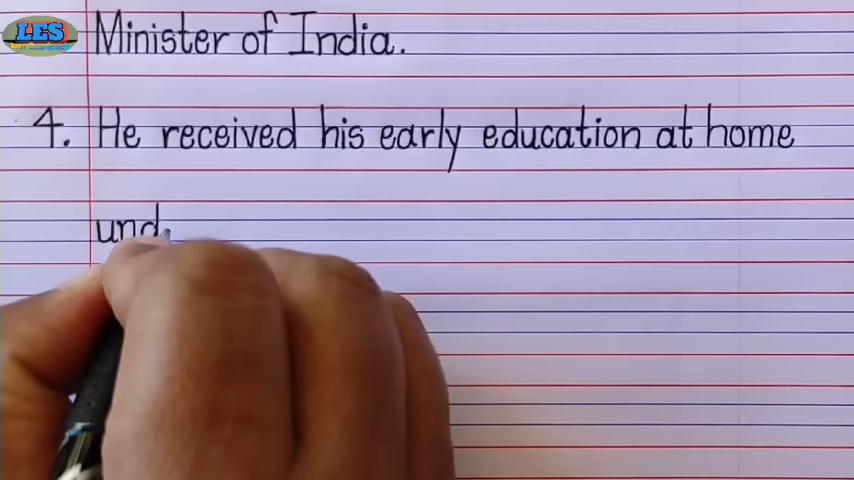 LES
Minister of India.
4. He received his early education at home
und